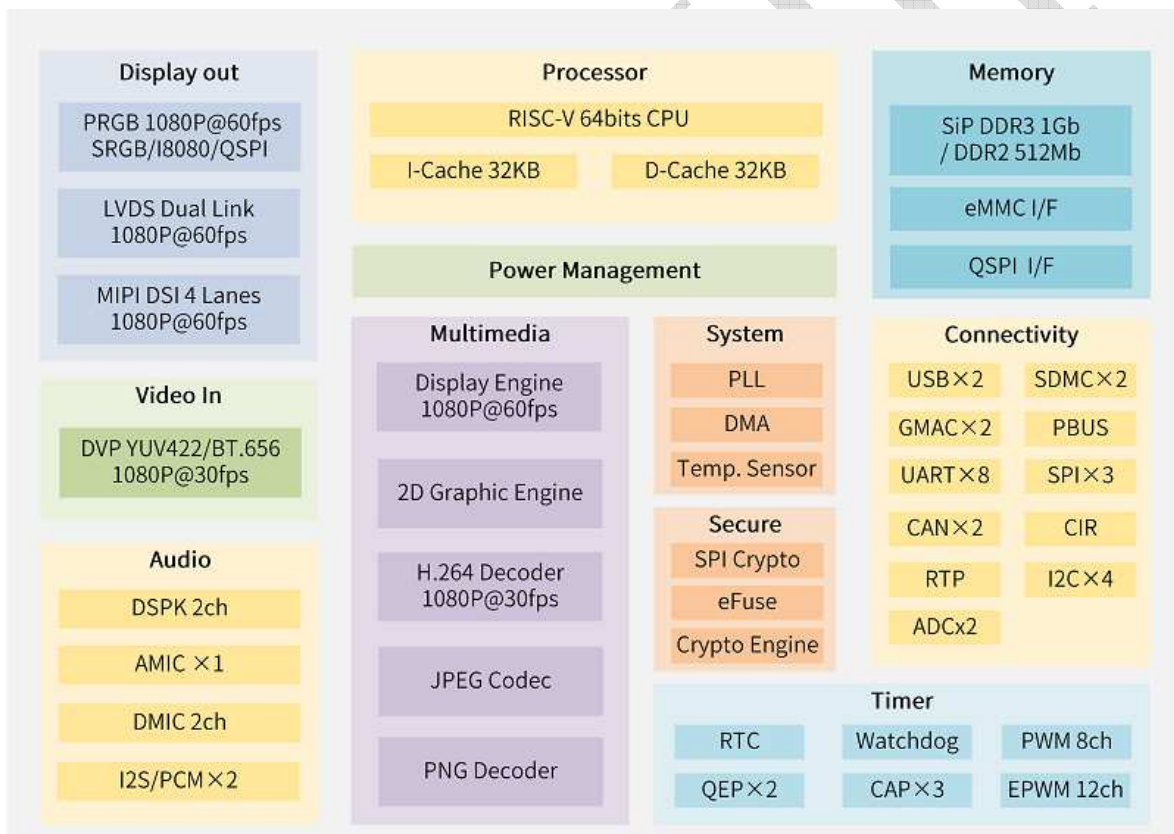 Display out
PRGB 1080P@60fps
SRGB/I8080/QSPI
LVDS Dual Link
1080P@60fps
MIPI DSI 4 Lanes
1080P@60fps
Video In
DVP YUV422/BT.656
1080P@30fps
Audio
DSPK 2ch
AMIC ×1
DMIC 2ch
I2S/PCM×2
Processor
RISC-V 64bits CPU
I-Cache 32KB
D-Cache 32KB
Power Management
Multimedia
Display Engine
1080P@60fps
2D Graphic Engine
H.264 Decoder
1080P@30fps
JPEG Codec
PNG Decoder
System
PLL
DMA
Temp. Sensor
Secure
SPI Crypto
eFuse
Crypto Engine
Memory
SiP DDR3 1Gb
/ DDR2 512Mb
eMMC I/F
QSPI I/F
Connectivity
USB×2
SDMC×2
GMAC×2
PBUS
UART×8
SPI×3
CAN×2
CIR
RTP
I2C×4
ADCx2
Timer
RTC
Watchdog
PWM 8ch
QEP×2
CAP×3
EPWM 12ch